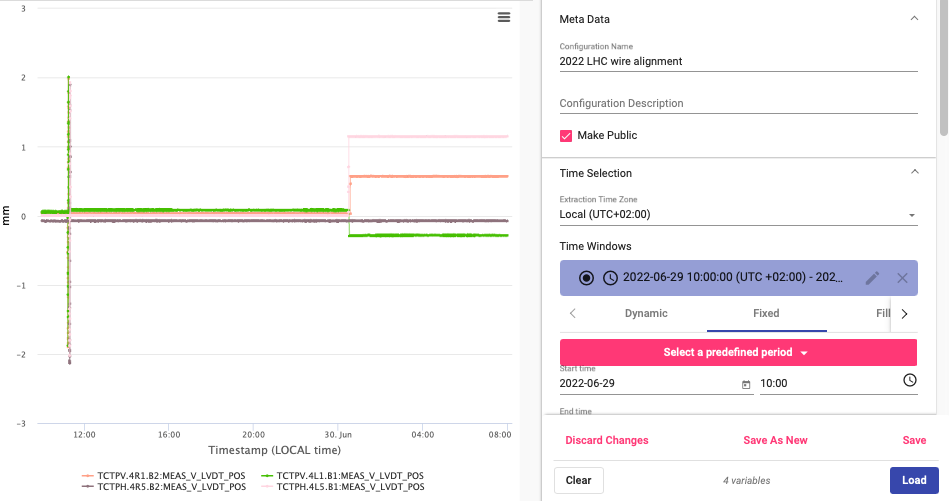 3
2
1
0
-1
-2
-3
mm
12:00 16:00 20:00 30. Jun 04:00 08:00
Timestamp (LOCAL time)
TCTPV.4R1.B2:MEAS_V_LVDT_POS TCTPV.4L1.B1:MEAS_V_LVDT_POS
TCTPH.4R5.B2:MEAS_V_LVDT_POS TCTPH.4L5.B1:MEAS_V_LVDT_POS
Meta Data
Configuration Name
2022 LHC wire alignment
Configuration Description
Make Public
Time Selection
Extraction Time Zone
Local (UTC+02:00)
Time Windows
2022-06-29 10:00:00 (UTC +02:00) - 202...
Dynamic Fixed Fill
Select a predefined period
Start time
2022-06-29 10:00
End time
Discard Changes Save As New Save
Clear 4 variables Load